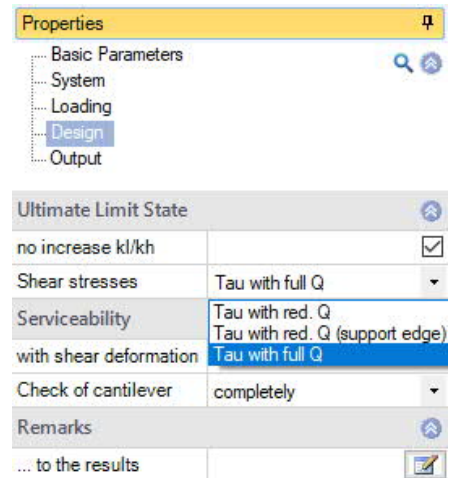 Properties
Basic Parameters
System
Loading
Design
Output
Ultimate Limit State
no increase kl/kh
Shear stresses Tau with full Q
Tau with red. Q
Serviceability Tau with red. Q (support edge)
with shear deformation Tau with full Q
Check of cantilever completely
Remarks
... to the results